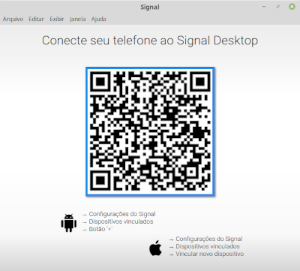 Signal
Arquivo Editar Exibir Janela Ajuda
Conecte seu telefone ao Signal Desktop
→ Configurações do Signal
→ Dispositivos vinculados
→ Botão '+'
→ Configurações do Signal
→ Dispositivos vinculados
→ Vincular novo dispositivo